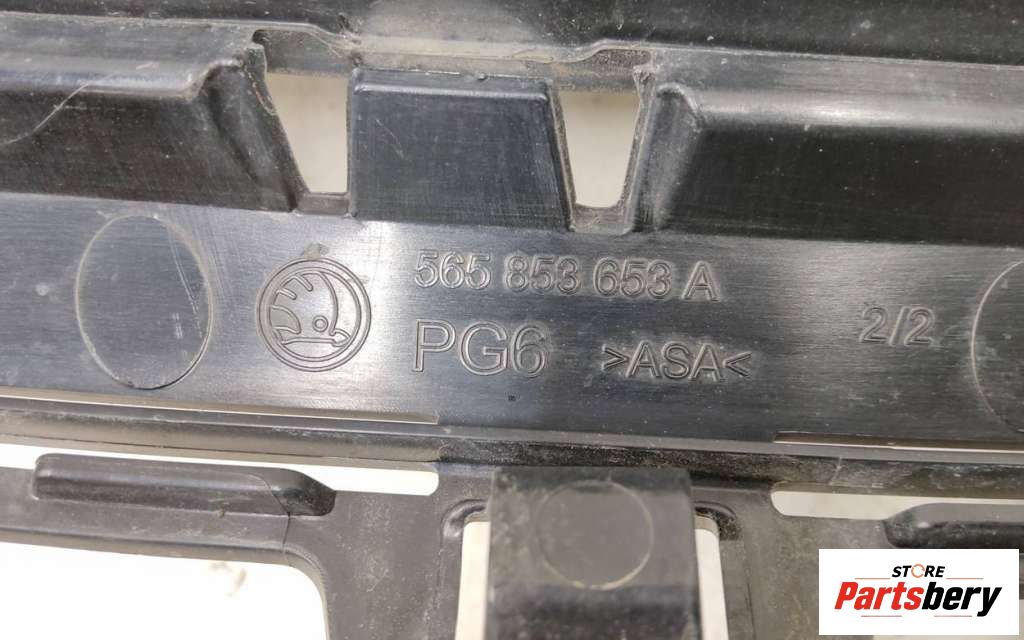 565 853 653 A
PG6 >ASA< 2/2
STORE
Partsbery